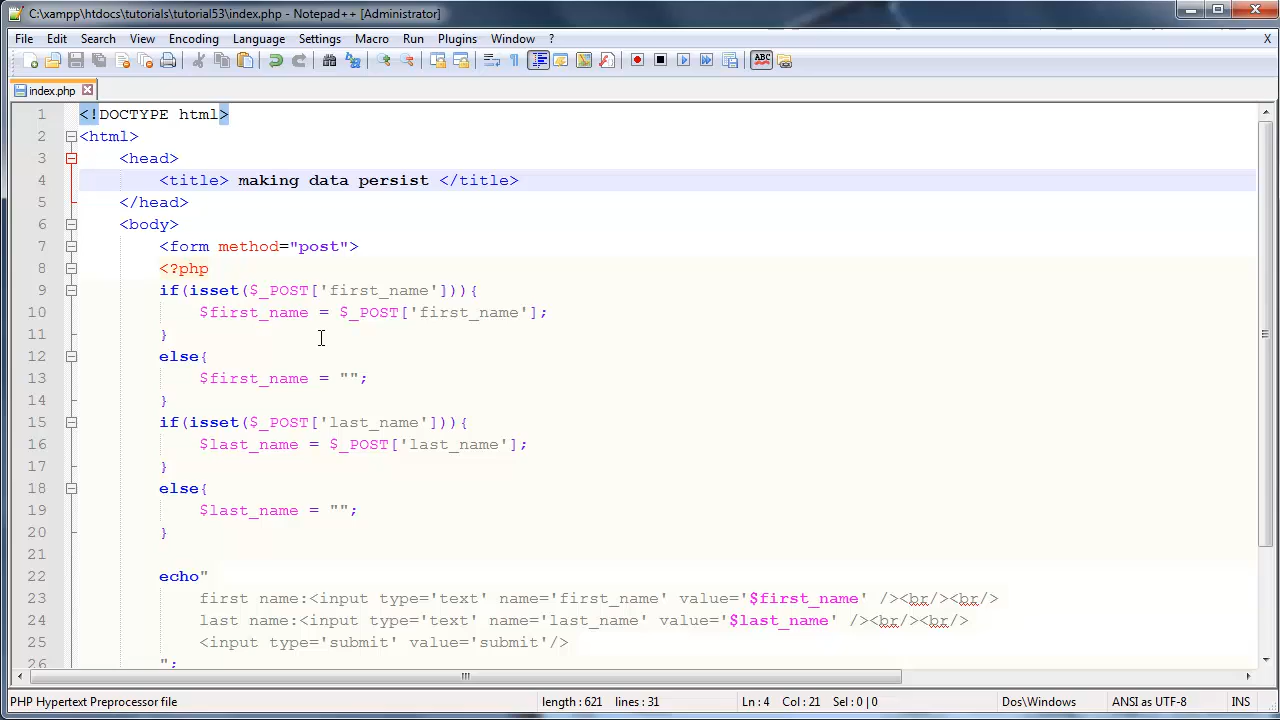 C:\xampp\htdocs\tutorials\tutorial53\index.php - Notepad++ [Administrator]
File Edit Search View Encoding Language Settings Macro Run Plugins Window ? X
ABC
index.php
1 <!DOCTYPE html>
2 <html>
3 <head>
4 <title> making data persist </title>
5 </head>
6 <body>
7 <form method="post">
8 <?php
9 if(isset($_POST['first_name'])){
10 $first_name = $_POST['first_name'];
11 }
12 else{
13 $first_name = "";
14 }
15 if(isset($_POST['last_name'])){
16 $last_name = $_POST['last_name'];
17 }
18 else{
19 $last_name = "";
20 }
21
22 echo"
23 first name:<input type='text' name='first_name' value='$first_name' /><br/><br/>
24 last name:<input type='text' name='last_name' value='$last_name' /><br/><br/>
25 <input type='submit' value='submit'/>
26 ";
PHP Hypertext Preprocessor file length : 621 lines : 31 Ln : 4 Col : 21 Sel : 0 | 0 Dos\Windows ANSI as UTF-8 INS